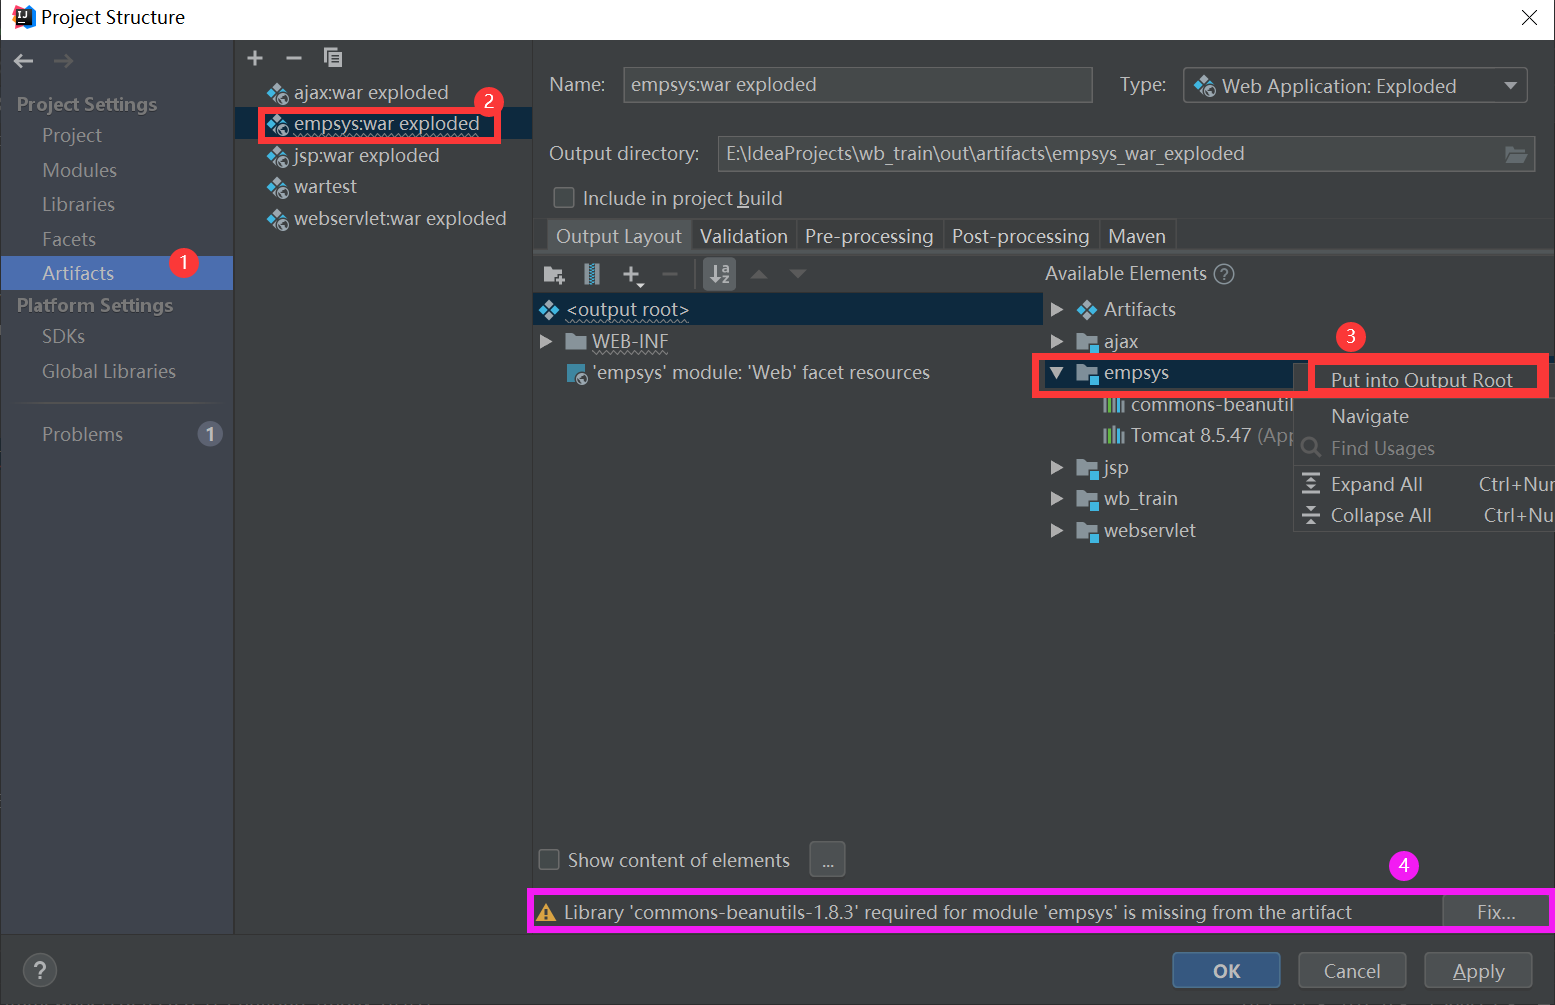 Project Structure
Project Settings
Project
Modules
Libraries
Facets
Artifacts
1
Platform Settings
SDKs
Global Libraries
Problems
1
ajax:war exploded
2
empsys:war exploded
jsp:war exploded
wartest
webservlet:war exploded
Name: empsys:war exploded
Type: Web Application: Exploded
Output directory: E:\IdeaProjects\wb_train\out\artifacts\empsys_war_exploded
Include in project build
Output Layout Validation Pre-processing Post-processing Maven
<output root>
WEB-INF
'empsys' module: 'Web' facet resources
Available Elements ?
Artifacts
ajax
3
empsys
commons-beanutil
Tomcat 8.5.47 (App
jsp
wb_train
webservlet
Put into Output Root
Navigate
Find Usages
Expand All Ctrl+Nur
Collapse All Ctrl+Nu
Show content of elements ...
4
Library 'commons-beanutils-1.8.3' required for module 'empsys' is missing from the artifact Fix...
? OK Cancel Apply